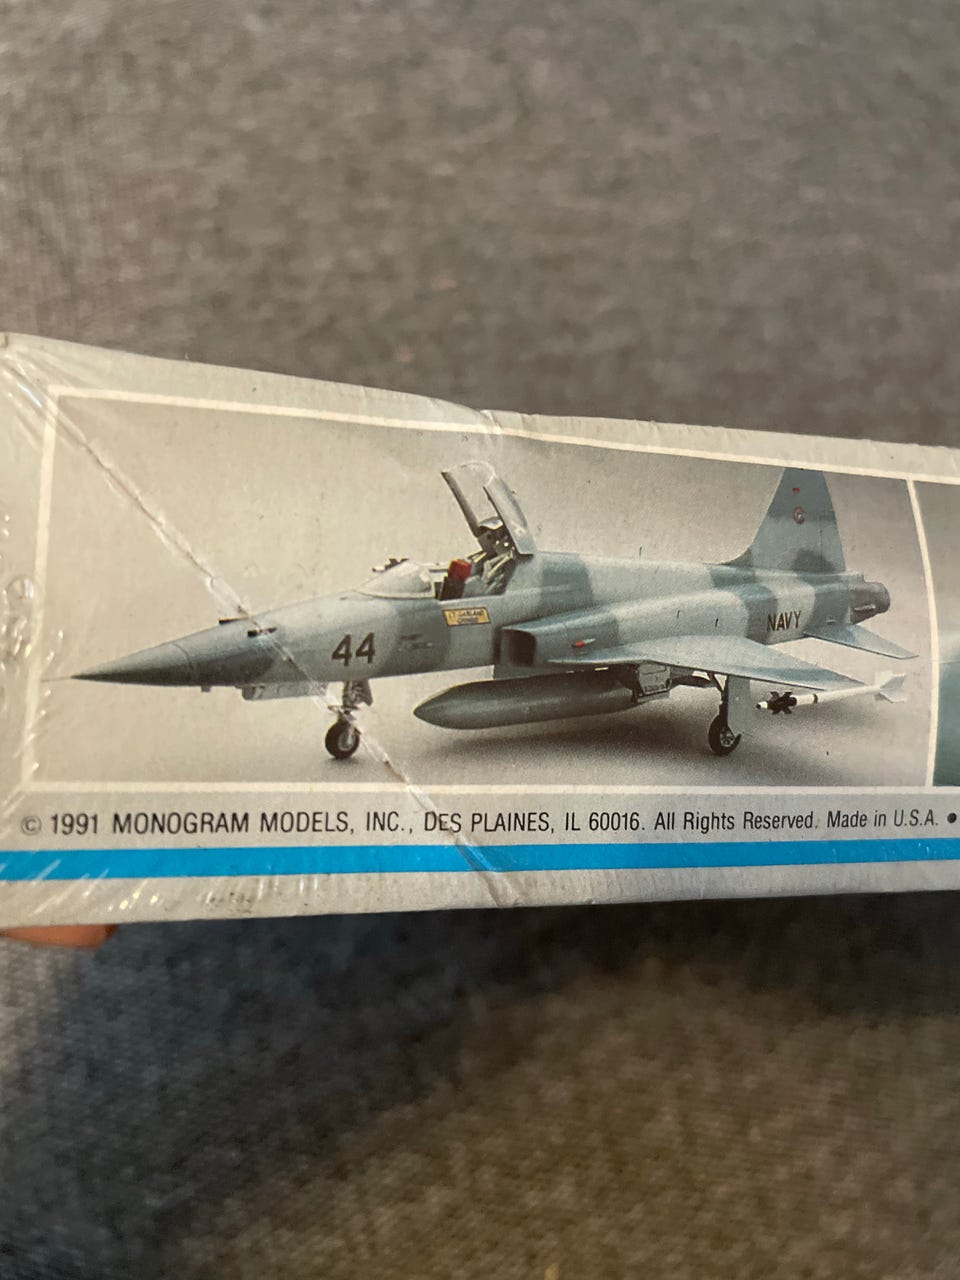 44
NAVY
© 1991 MONOGRAM MODELS, INC., DES PLAINES, IL 60016. All Rights Reserved. Made in U.S.A. •